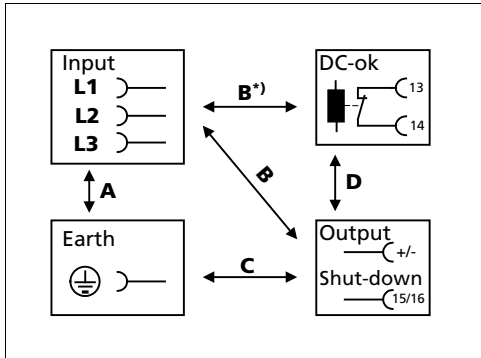 Input
L1
L2
L3
B*)
DC-ok
13
14
A
B
D
Earth
C
Output
+/-
Shut-down
15/16